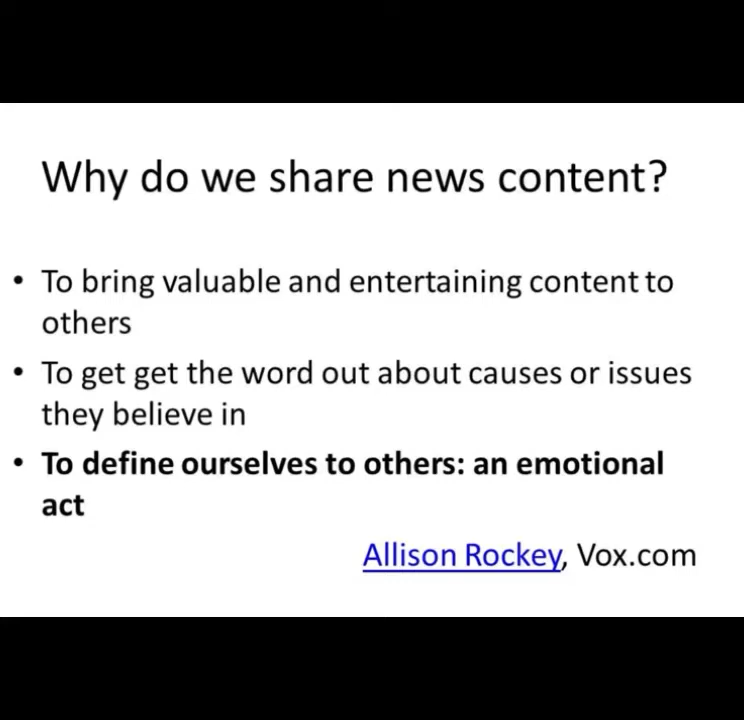 Why do we share news content?
• To bring valuable and entertaining content to
others
• To get get the word out about causes or issues
they believe in
• To define ourselves to others: an emotional
act
Allison Rockey, Vox.com